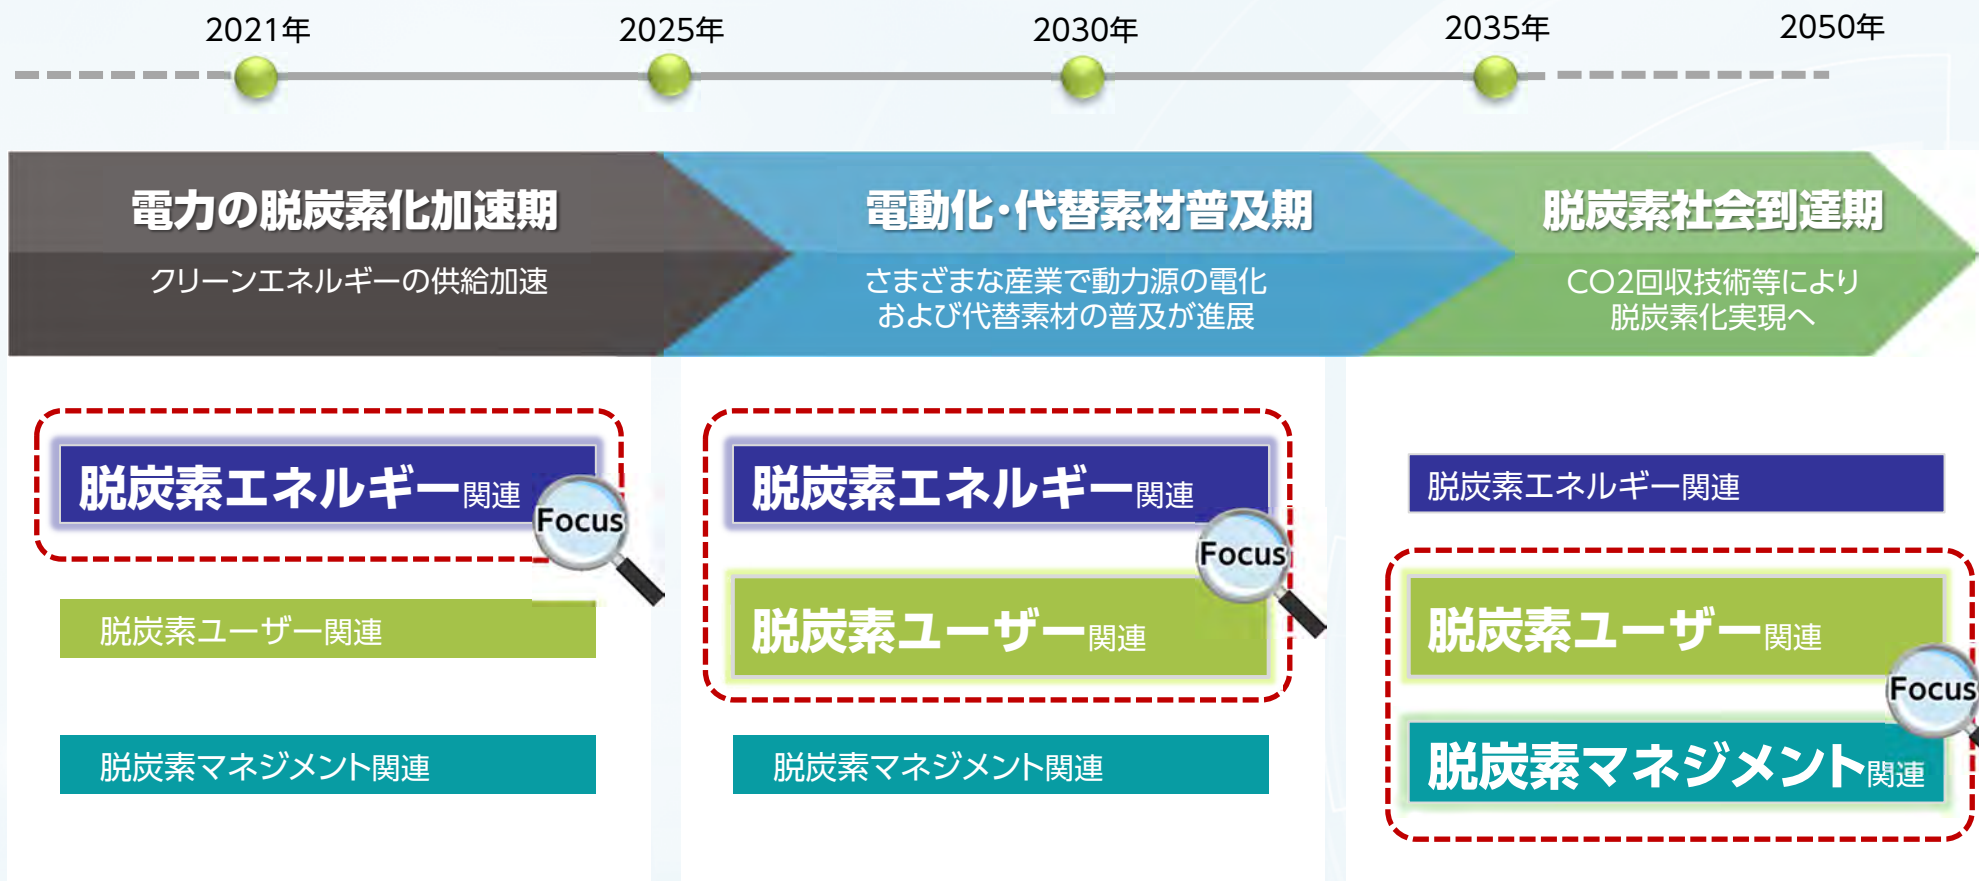 2021年
2025年
2030年
2035年
2050年
電力の脱炭素化加速期
クリーンエネルギーの供給加速
電動化・代替素材普及期
さまざまな産業で動力源の電化
および代替素材の普及が進展
脱炭素社会到達期
CO2回収技術等により
脱炭素化実現へ
脱炭素エネルギー関連
Focus
脱炭素ユーザー関連
脱炭素マネジメント関連
脱炭素エネルギー関連
Focus
脱炭素ユーザー関連
脱炭素マネジメント関連
脱炭素エネルギー関連
脱炭素ユーザー関連
Focus
脱炭素マネジメント関連